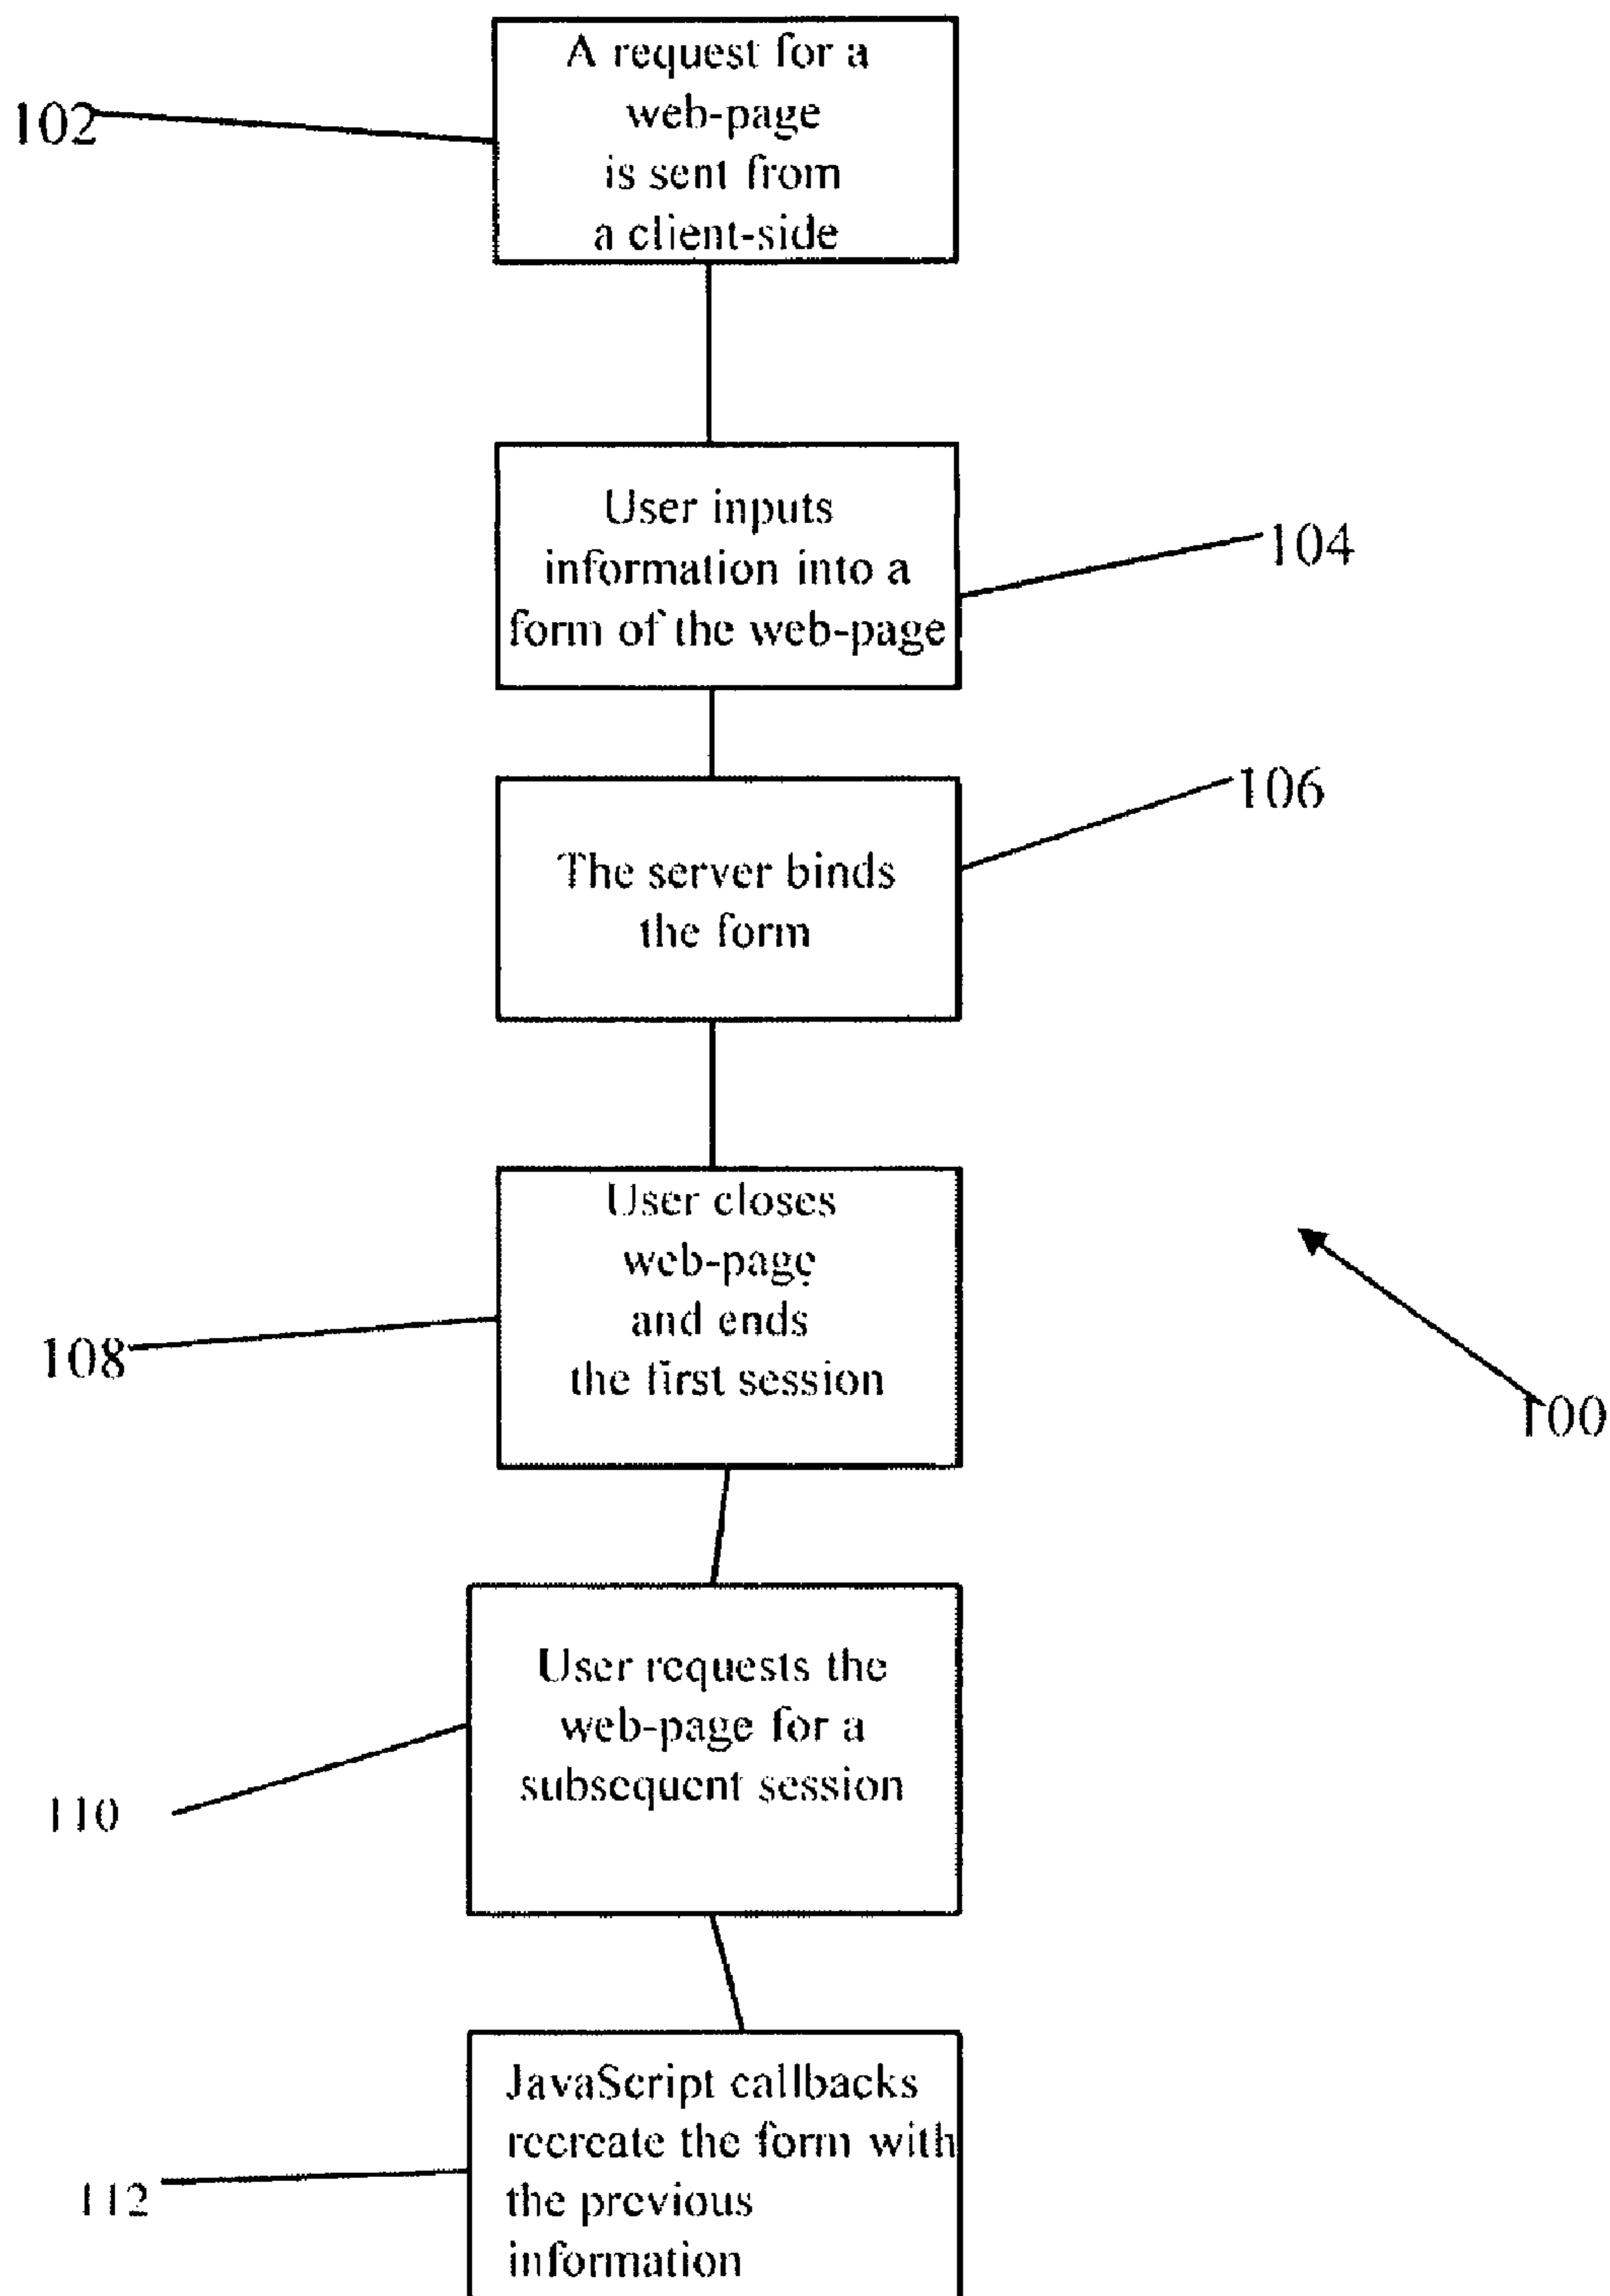 A request for a
web-page
is sent from
a client-side
102
User inputs
information into a
form of the web-page
104
The server binds
the form
106
User closes
web-page
and ends
the first session
108
100
User requests the
web-page for a
subsequent session
110
JavaScript callbacks
recreate the form with
the previous
information
112